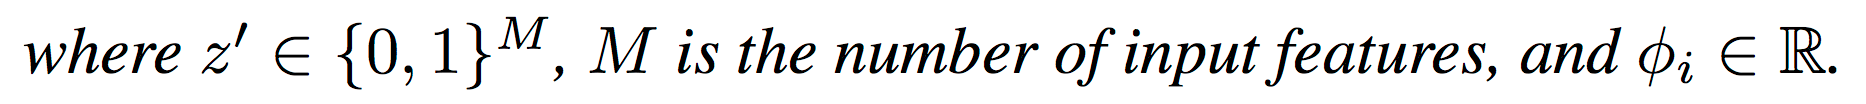 where z′ ∈ {0, 1}^M, M is the number of input features, and ϕ_i ∈ ℝ.